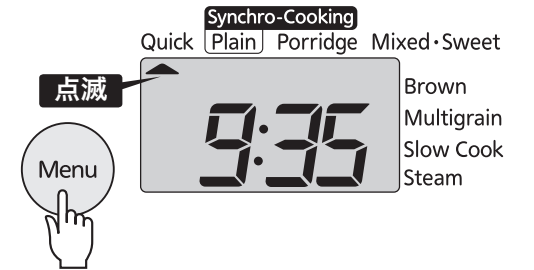 Synchro-Cooking
Quick Plain Porridge Mixed・Sweet
点滅
9:35
Brown
Multigrain
Slow Cook
Steam
Menu